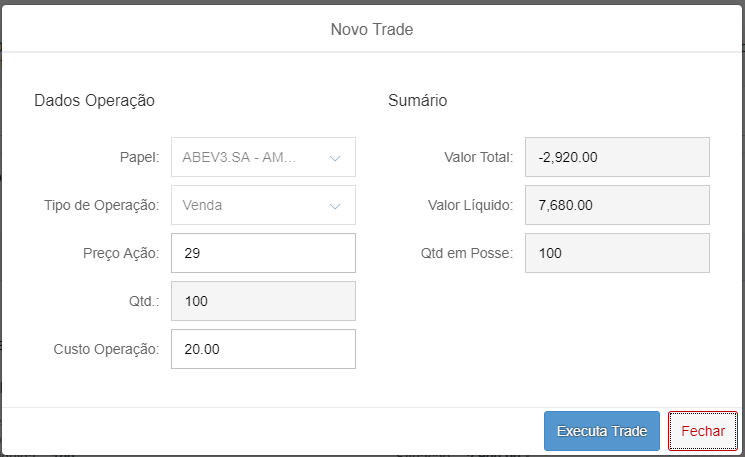 Novo Trade
Dados Operação
Papel: ABEV3.SA - AM...
Tipo de Operação: Venda
Preço Ação: 29
Qtd.: 100
Custo Operação: 20.00
Sumário
Valor Total: -2,920.00
Valor Líquido: 7,680.00
Qtd em Posse: 100
Executa Trade
Fechar